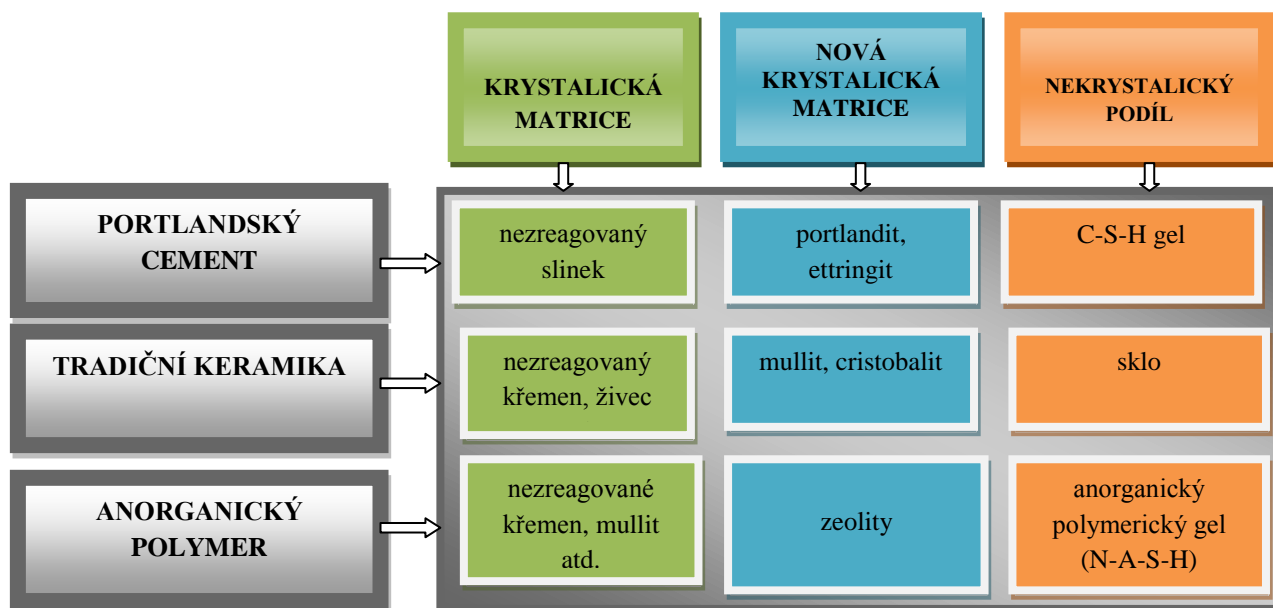 KRYSTALICKÁ
MATRICE
NOVÁ
KRYSTALICKÁ
MATRICE
NEKRYSTALICKÝ
PODÍL
PORTLANDSKÝ
CEMENT
nezreagovaný
slinek
portlandit,
ettringit
C-S-H gel
TRADIČNÍ KERAMIKA
nezreagovaný
křemen, živec
mullit, cristobalit
sklo
ANORGANICKÝ
POLYMER
nezreagované
křemen, mullit
atd.
zeolity
anorganický
polymerický gel
(N-A-S-H)